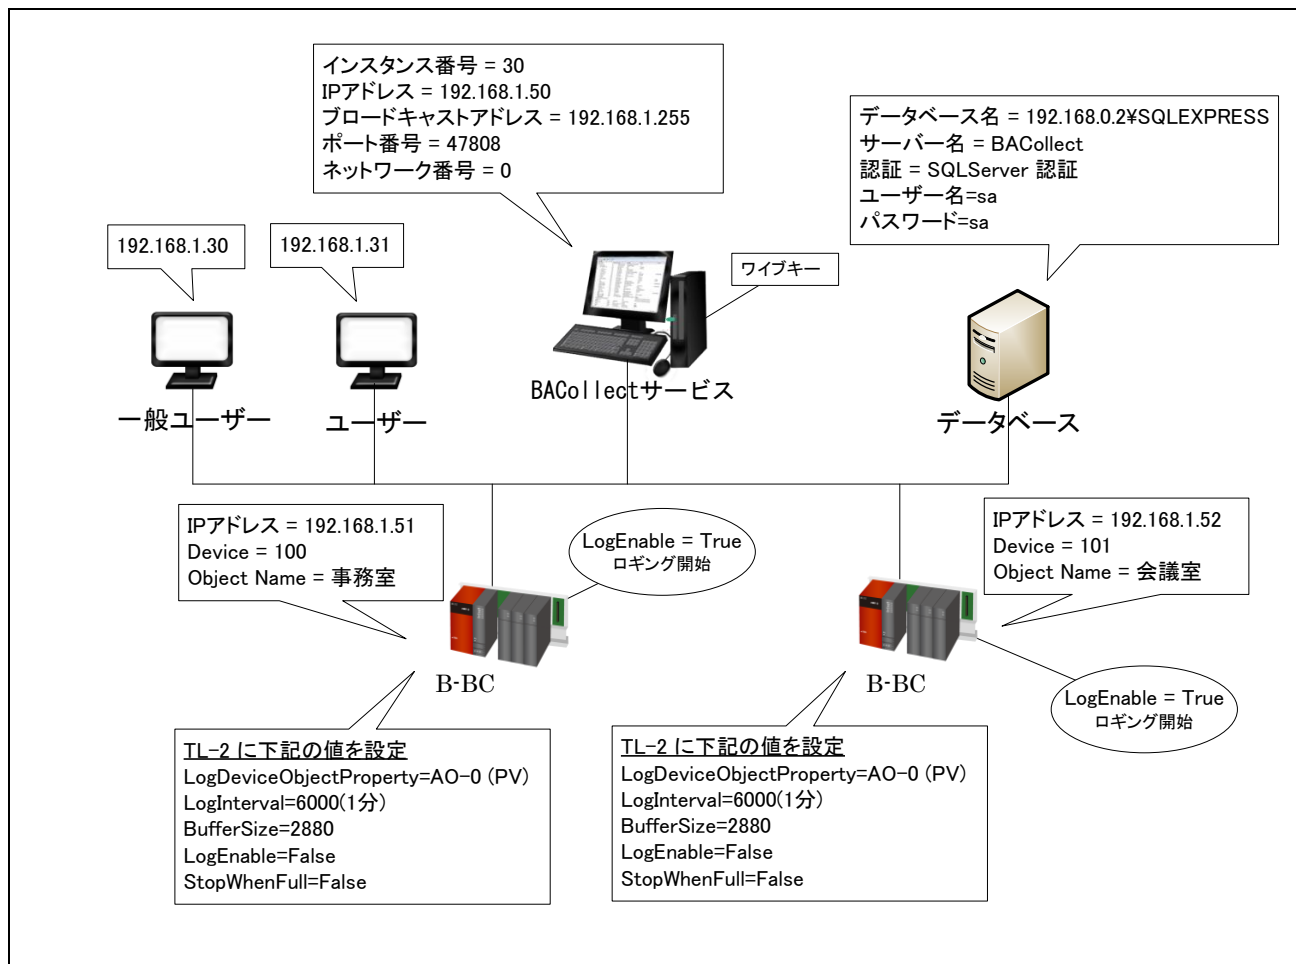 インスタンス番号 = 30
IPアドレス = 192.168.1.50
ブロードキャストアドレス = 192.168.1.255
ポート番号 = 47808
ネットワーク番号 = 0
データベース名 = 192.168.0.2¥SQLEXPRESS
サーバー名 = BACollect
認証 = SQLServer 認証
ユーザー名=sa
パスワード=sa
192.168.1.30
192.168.1.31
ワイブキー
一般ユーザー
ユーザー
BACollectサービス
データベース
IPアドレス = 192.168.1.51
Device = 100
Object Name = 事務室
LogEnable = True
ロギング開始
IPアドレス = 192.168.1.52
Device = 101
Object Name = 会議室
B-BC
B-BC
LogEnable = True
ロギング開始
TL-2 に下記の値を設定
LogDeviceObjectProperty=AO-0 (PV)
LogInterval=6000(1分)
BufferSize=2880
LogEnable=False
StopWhenFull=False
TL-2 に下記の値を設定
LogDeviceObjectProperty=AO-0 (PV)
LogInterval=6000(1分)
BufferSize=2880
LogEnable=False
StopWhenFull=False